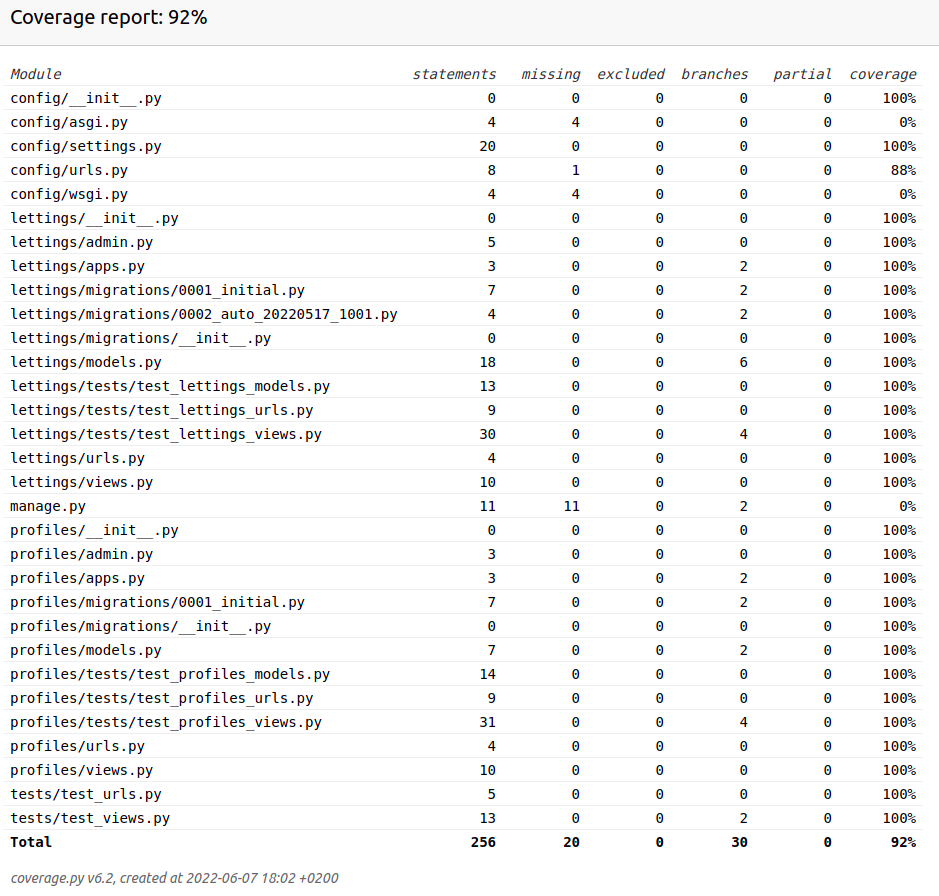 Coverage report: 92%
Module statements missing excluded branches partial coverage
config/__init__.py 0 0 0 0 0 100%
config/asgi.py 4 4 0 0 0 0%
config/settings.py 20 0 0 0 0 100%
config/urls.py 8 1 0 0 0 88%
config/wsgi.py 4 4 0 0 0 0%
lettings/__init__.py 0 0 0 0 0 100%
lettings/admin.py 5 0 0 0 0 100%
lettings/apps.py 3 0 0 2 0 100%
lettings/migrations/0001_initial.py 7 0 0 2 0 100%
lettings/migrations/0002_auto_20220517_1001.py 4 0 0 2 0 100%
lettings/migrations/__init__.py 0 0 0 0 0 100%
lettings/models.py 18 0 0 6 0 100%
lettings/tests/test_lettings_models.py 13 0 0 0 0 100%
lettings/tests/test_lettings_urls.py 9 0 0 0 0 100%
lettings/tests/test_lettings_views.py 30 0 0 4 0 100%
lettings/urls.py 4 0 0 0 0 100%
lettings/views.py 10 0 0 0 0 100%
manage.py 11 11 0 2 0 0%
profiles/__init__.py 0 0 0 0 0 100%
profiles/admin.py 3 0 0 0 0 100%
profiles/apps.py 3 0 0 2 0 100%
profiles/migrations/0001_initial.py 7 0 0 2 0 100%
profiles/migrations/__init__.py 0 0 0 0 0 100%
profiles/models.py 7 0 0 2 0 100%
profiles/tests/test_profiles_models.py 14 0 0 0 0 100%
profiles/tests/test_profiles_urls.py 9 0 0 0 0 100%
profiles/tests/test_profiles_views.py 31 0 0 4 0 100%
profiles/urls.py 4 0 0 0 0 100%
profiles/views.py 10 0 0 0 0 100%
tests/test_urls.py 5 0 0 0 0 100%
tests/test_views.py 13 0 0 2 0 100%
Total 256 20 0 30 0 92%
coverage.py v6.2, created at 2022-06-07 18:02 +0200